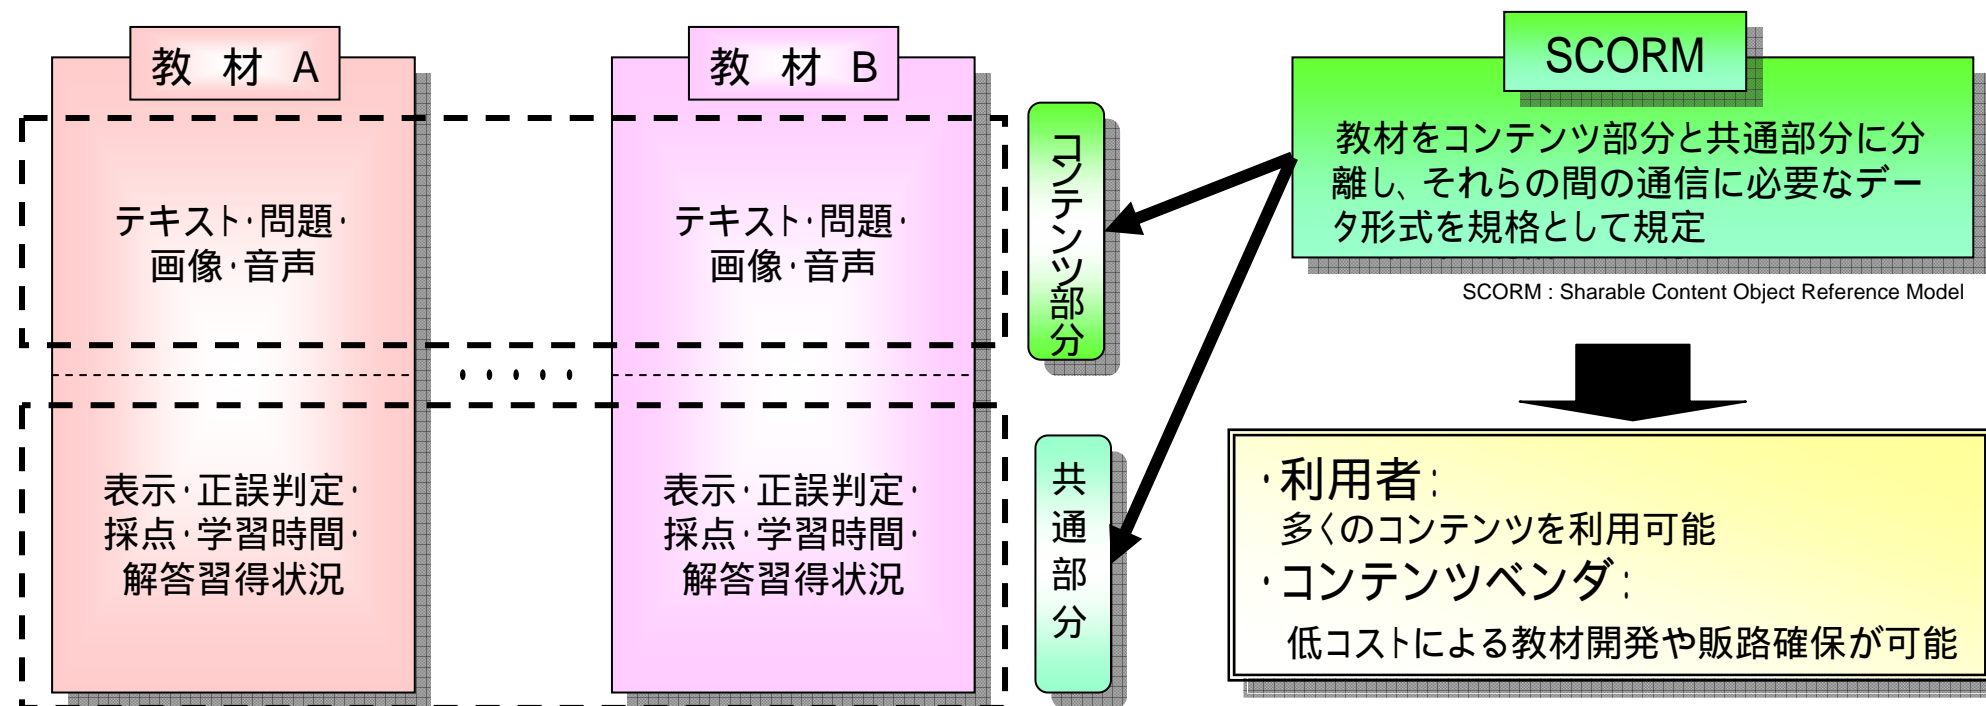 教 材 A
テキスト・問題・
画像・音声
表示・正誤判定・
採点・学習時間・
解答習得状況
・・・・・
教 材 B
テキスト・問題・
画像・音声
表示・正誤判定・
採点・学習時間・
解答習得状況
コンテンツ部分
共通部分
SCORM
教材をコンテンツ部分と共通部分に分
離し、それらの間の通信に必要なデー
タ形式を規格として規定
SCORM : Sharable Content Object Reference Model
・利用者：
多くのコンテンツを利用可能
・コンテンツベンダ：
低コストによる教材開発や販路確保が可能